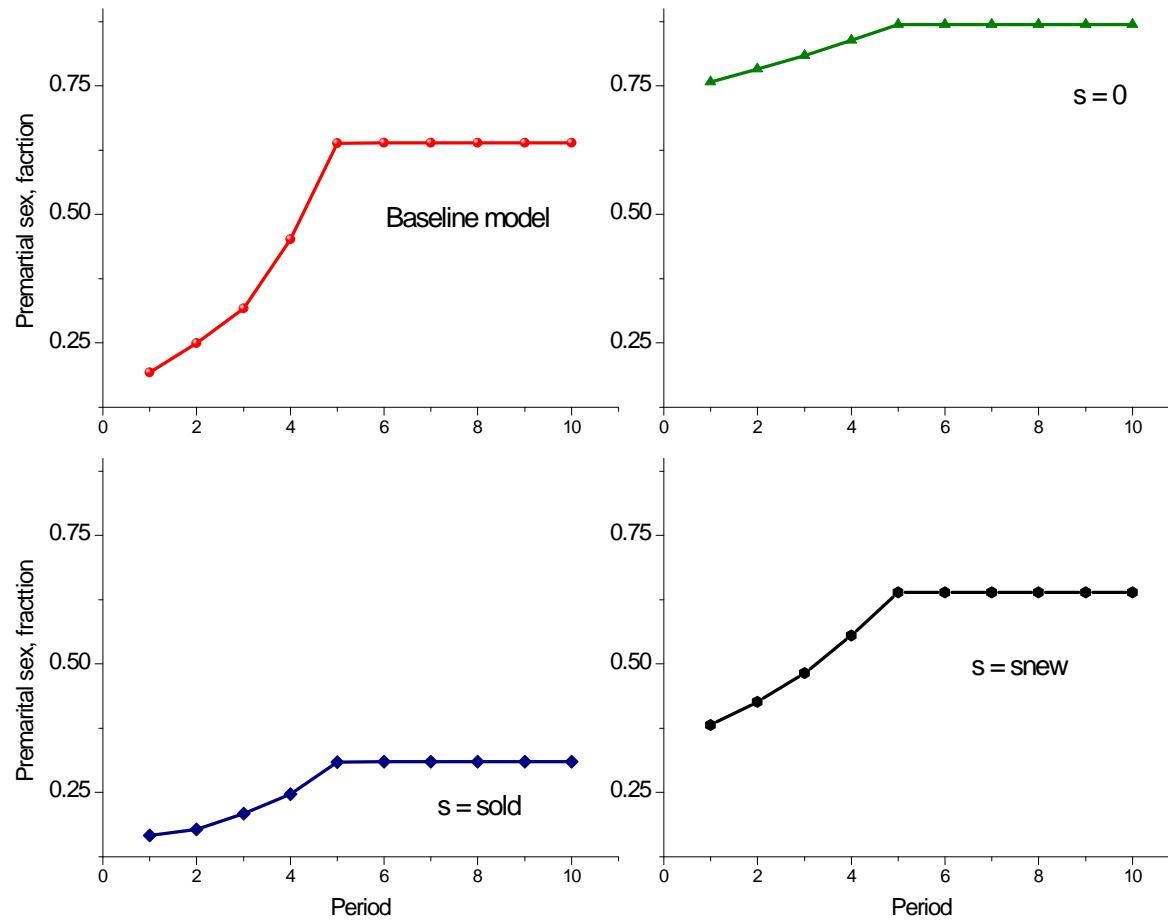 Premartial sex, facrtion
0.75
0.50
0.25
Baseline model
0 2 4 6 8 10
0.75
0.50
0.25
s = 0
0 2 4 6 8 10
Premarital sex, fracttion
0.75
0.50
0.25
s = sold
0 2 4 6 8 10
Period
0.75
0.50
0.25
s = snew
0 2 4 6 8 10
Period